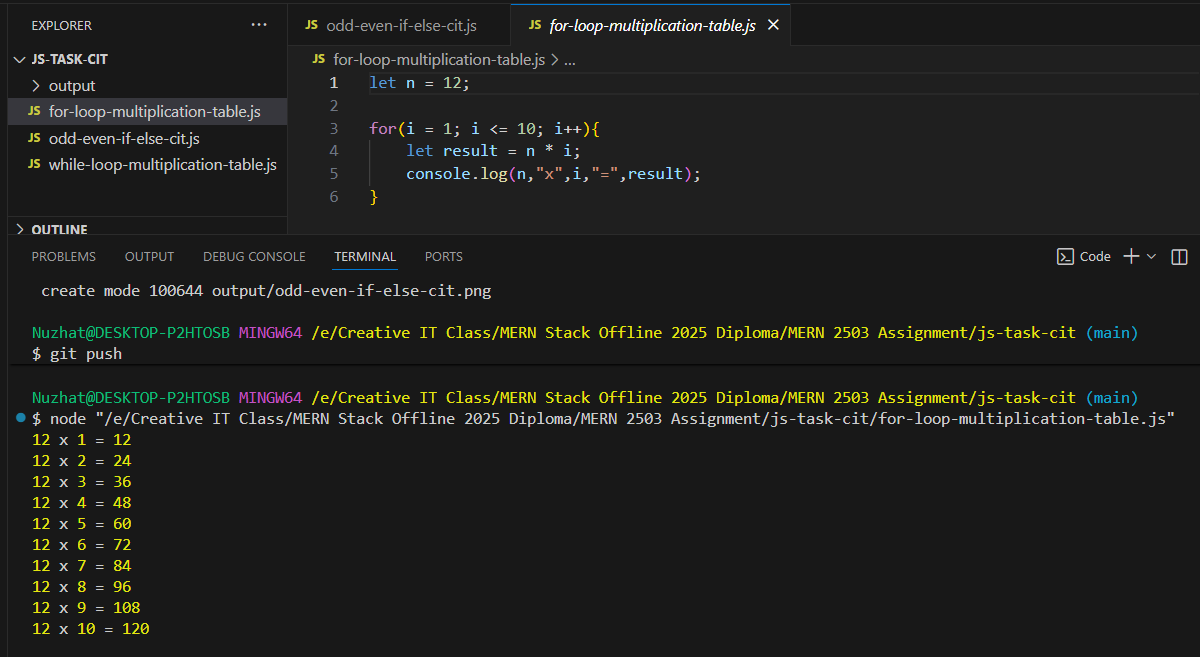 EXPLORER
JS-TASK-CIT
output
JS for-loop-multiplication-table.js
JS odd-even-if-else-cit.js
JS while-loop-multiplication-table.js
OUTLINE
JS odd-even-if-else-cit.js
JS for-loop-multiplication-table.js
JS for-loop-multiplication-table.js > ...
1 let n = 12;
2
3 for(i = 1; i <= 10; i++){
4 let result = n * i;
5 console.log(n,"x",i,"=",result);
6 }
PROBLEMS OUTPUT DEBUG CONSOLE TERMINAL PORTS
Code
create mode 100644 output/odd-even-if-else-cit.png
Nuzhat@DESKTOP-P2HTOSB MINGW64 /e/Creative IT Class/MERN Stack Offline 2025 Diploma/MERN 2503 Assignment/js-task-cit (main)
$ git push
Nuzhat@DESKTOP-P2HTOSB MINGW64 /e/Creative IT Class/MERN Stack Offline 2025 Diploma/MERN 2503 Assignment/js-task-cit (main)
$ node "/e/Creative IT Class/MERN Stack Offline 2025 Diploma/MERN 2503 Assignment/js-task-cit/for-loop-multiplication-table.js"
12 x 1 = 12
12 x 2 = 24
12 x 3 = 36
12 x 4 = 48
12 x 5 = 60
12 x 6 = 72
12 x 7 = 84
12 x 8 = 96
12 x 9 = 108
12 x 10 = 120